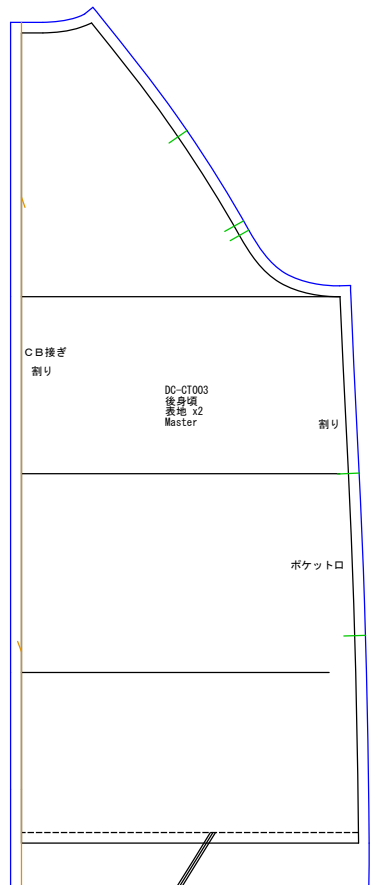 CB接ぎ
割り
DC-CT003
後身頃
表地 x2
Master
割り
ポケット口